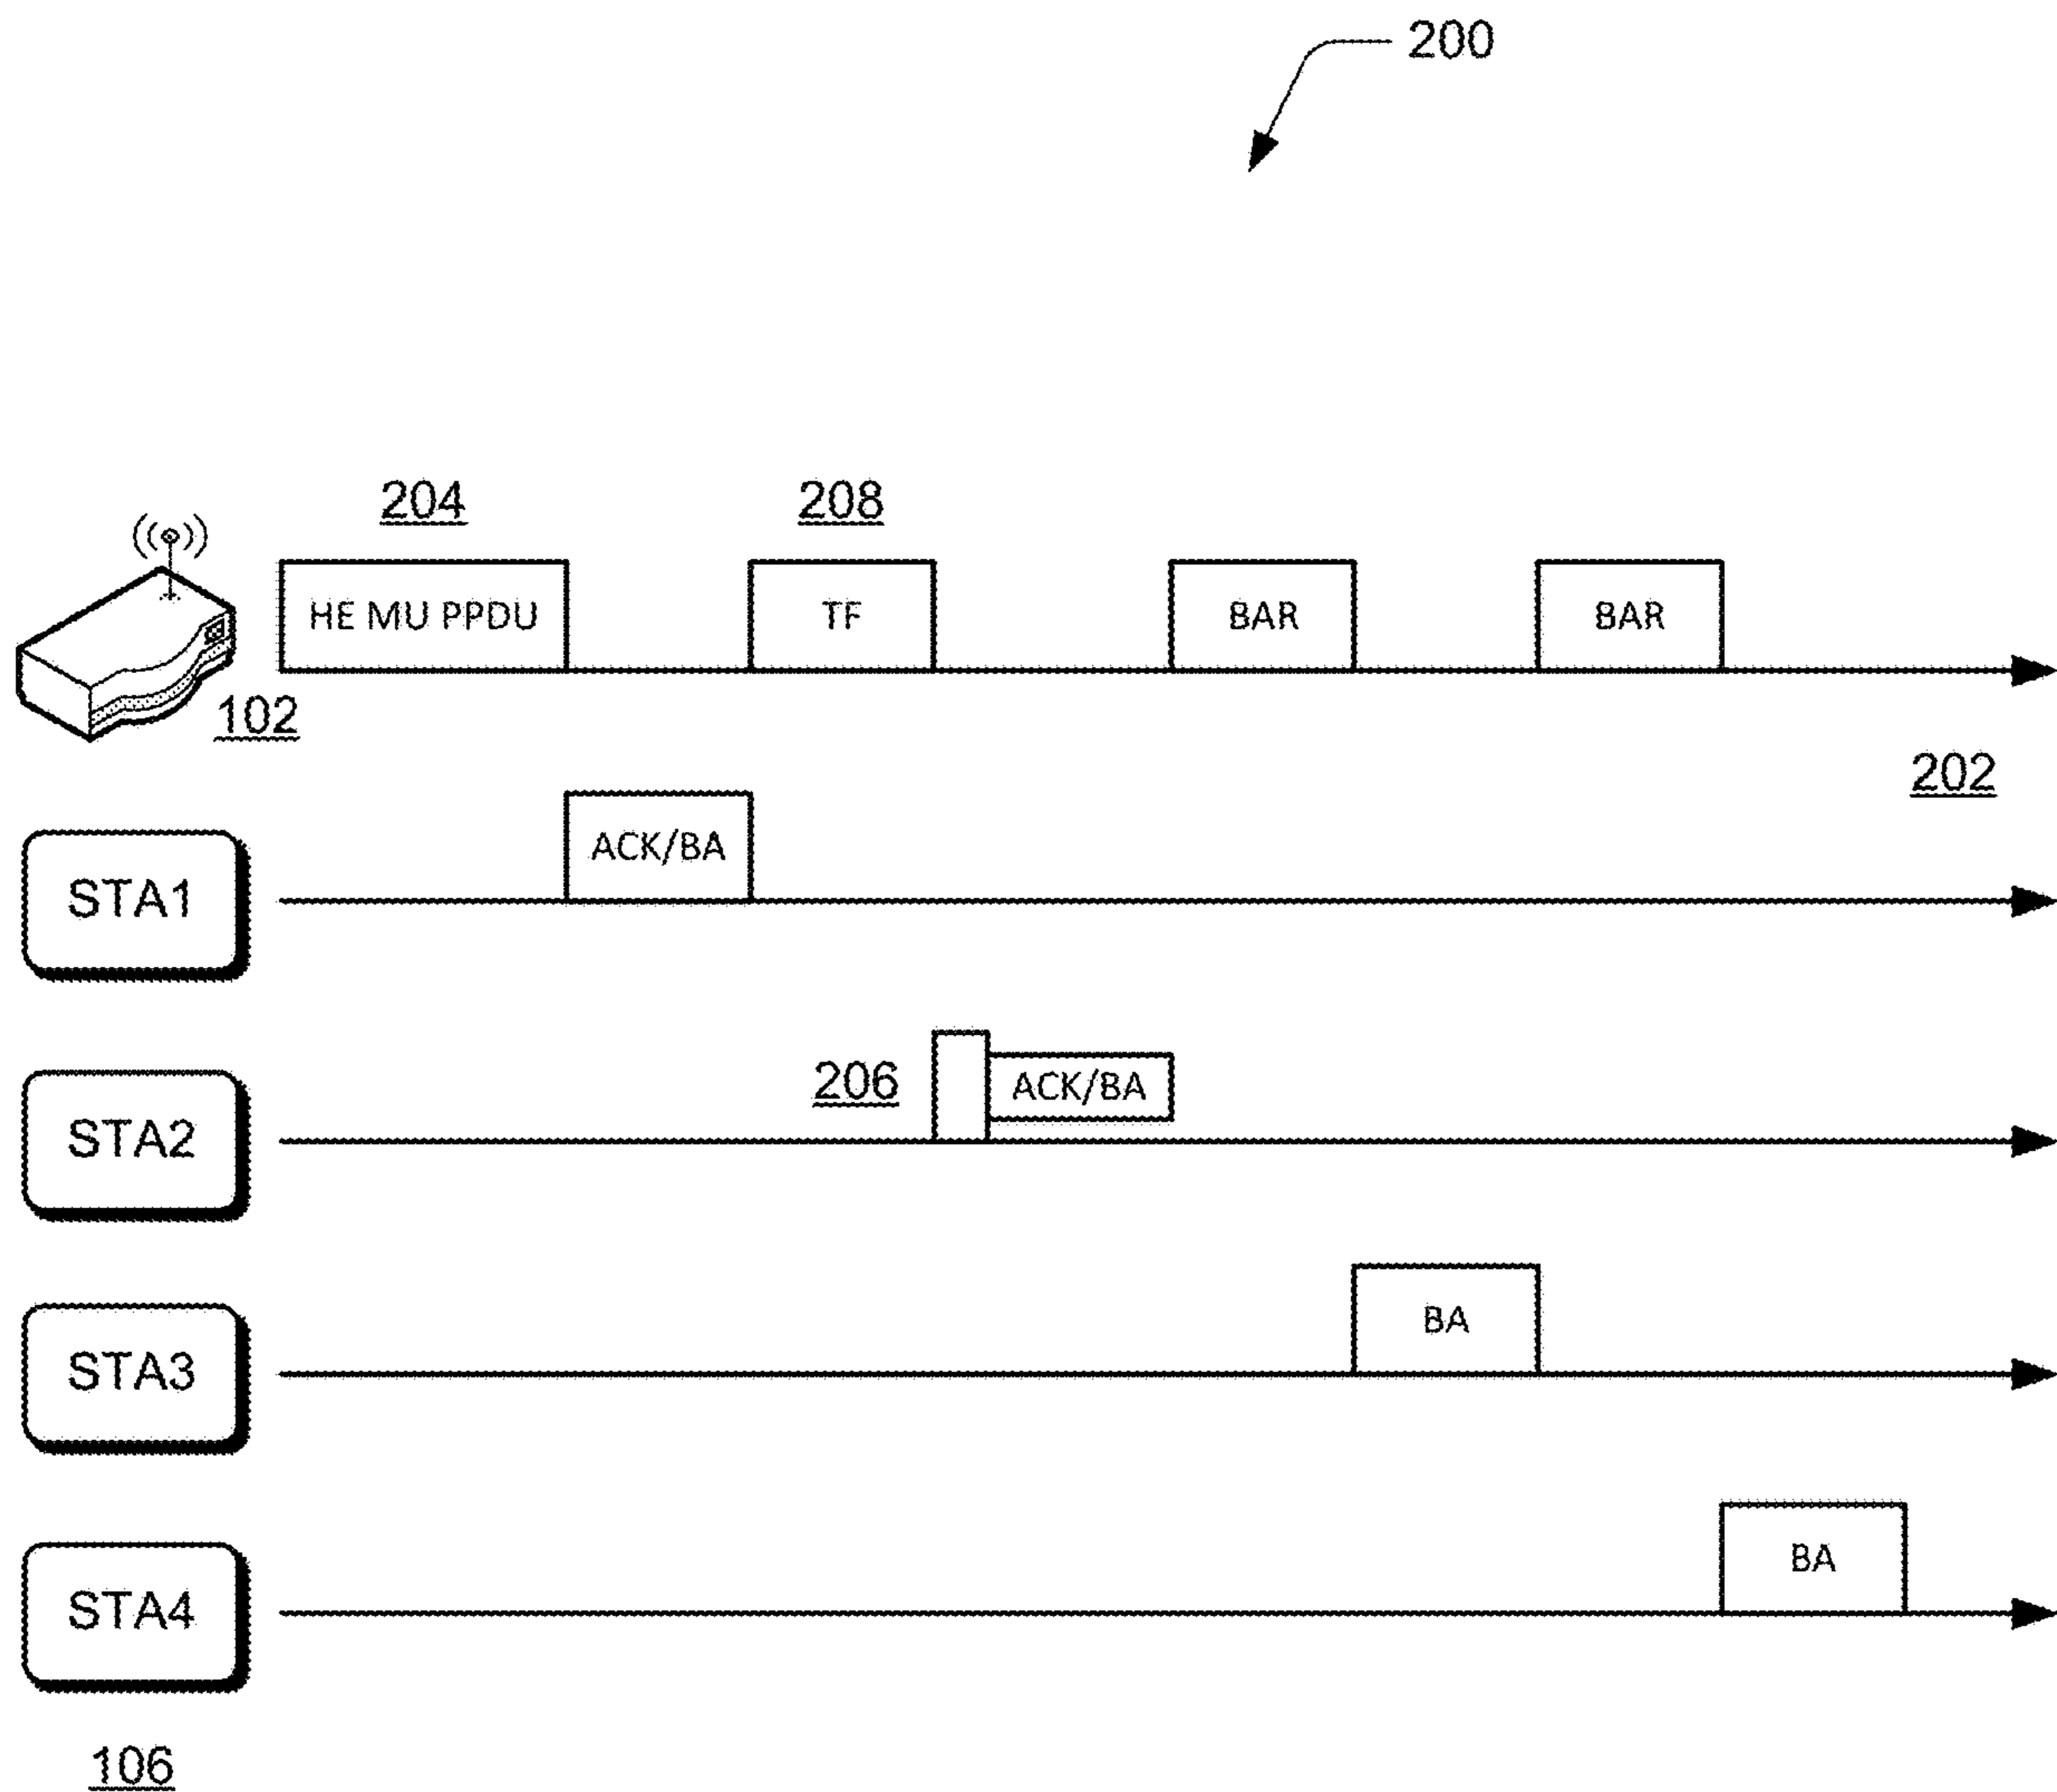 200
204
208
HE MU PPDU
TF
BAR
BAR
102
202
ACK/BA
STA1
206
ACK/BA
STA2
BA
STA3
BA
STA4
106